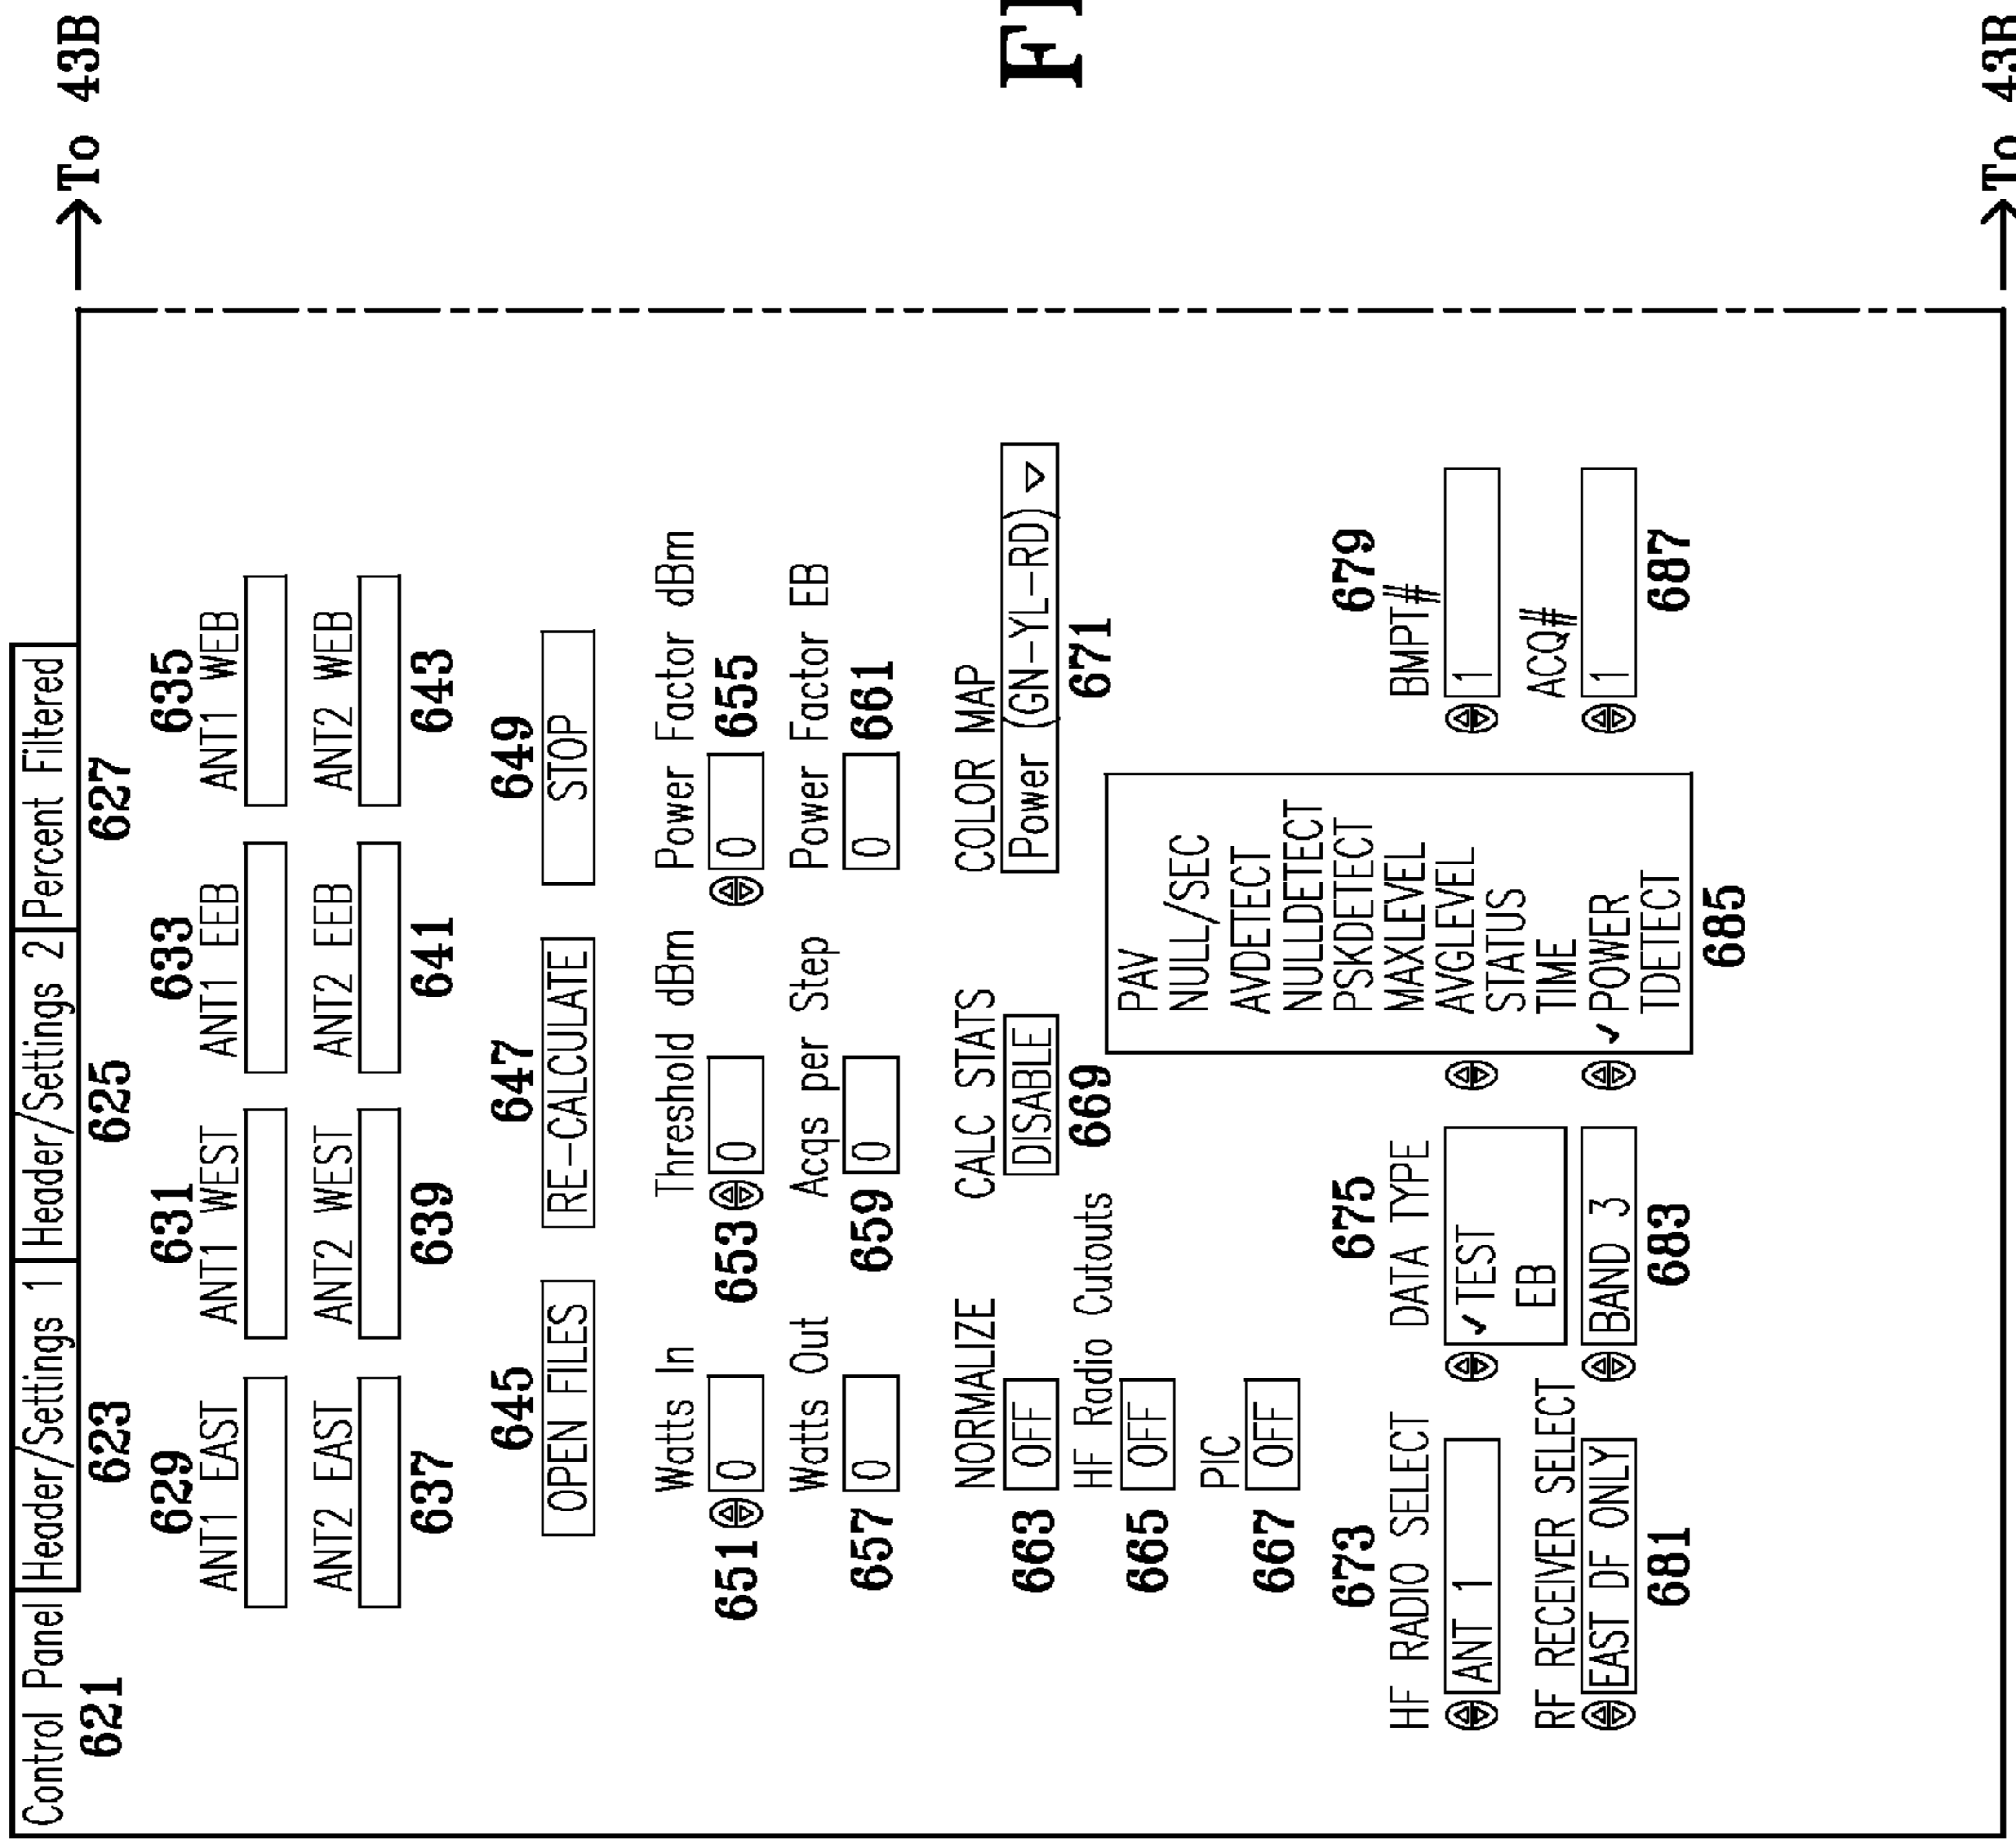 Control Panel Header/Settings 1 Header/Settings 2 Percent Filtered
→To 43B
621 623 625 627
629 631 633 635
ANT1 EAST ANT1 WEST ANT1 EEB ANT1 WEB
ANT2 EAST ANT2 WEST ANT2 EEB ANT2 WEB
637 639 641 643
645 647 649
OPEN FILES RE-CALCULATE STOP
Watts In Threshold dBm Power Factor dBm
651 0 653 0 0 655
Watts Out Acqs per Step Power Factor EB
657 0 659 0 0 661
NORMALIZE CALC STATS COLOR MAP
663 OFF DISABLE Power (GN-YL-RD)
HF Radio Cutouts 669 671
665 OFF
PIC
667 OFF
PAV
NULL/SEC
AVDETECT
NULLDETECT
PSKDETECT
MAXLEVEL
AVGLEVEL
STATUS
TIME
✓POWER
TDETECT
685
673 675 679
HF RADIO SELECT DATA TYPE BMPT#
ANT 1 ✓TEST 1
EB
RF RECEIVER SELECT ACQ#
EAST DF ONLY BAND 3 1
681 683 687
→To 43B